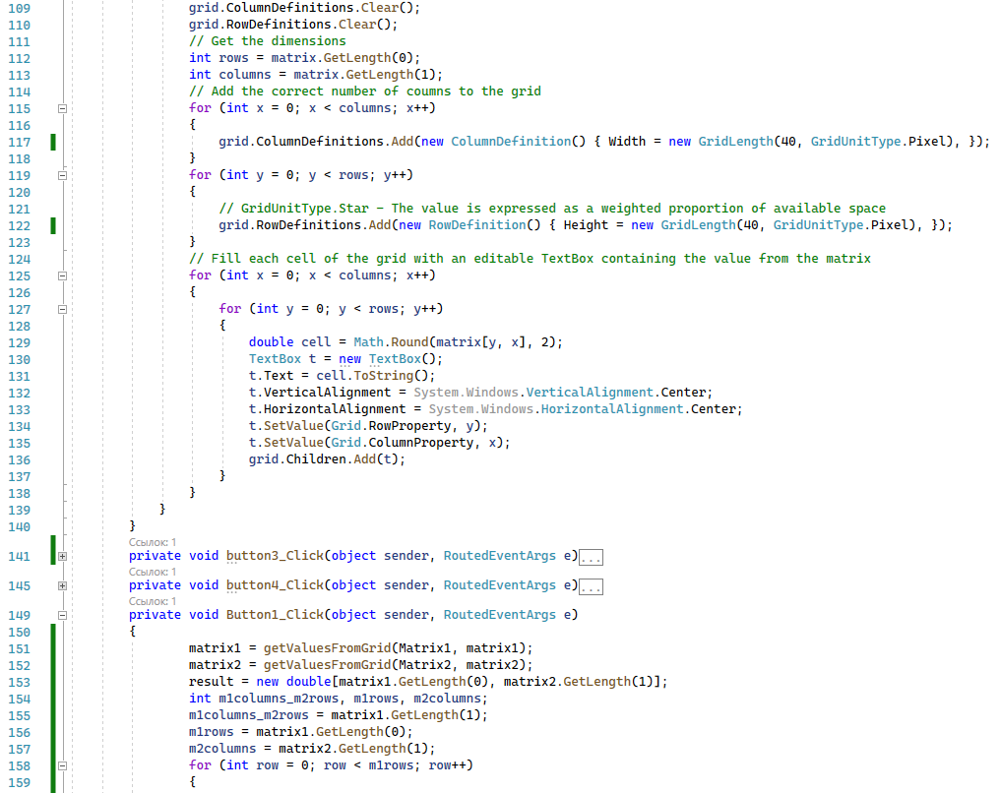 109 grid.ColumnDefinitions.Clear();
110 grid.RowDefinitions.Clear();
111 // Get the dimensions
112 int rows = matrix.GetLength(0);
113 int columns = matrix.GetLength(1);
114 // Add the correct number of coumns to the grid
115 for (int x = 0; x < columns; x++)
116 {
117 grid.ColumnDefinitions.Add(new ColumnDefinition() { Width = new GridLength(40, GridUnitType.Pixel), });
118 }
119 for (int y = 0; y < rows; y++)
120 {
121 // GridUnitType.Star - The value is expressed as a weighted proportion of available space
122 grid.RowDefinitions.Add(new RowDefinition() { Height = new GridLength(40, GridUnitType.Pixel), });
123 }
124 // Fill each cell of the grid with an editable TextBox containing the value from the matrix
125 for (int x = 0; x < columns; x++)
126 {
127 for (int y = 0; y < rows; y++)
128 {
129 double cell = Math.Round(matrix[y, x], 2);
130 TextBox t = new TextBox();
131 t.Text = cell.ToString();
132 t.VerticalAlignment = System.Windows.VerticalAlignment.Center;
133 t.HorizontalAlignment = System.Windows.HorizontalAlignment.Center;
134 t.SetValue(Grid.RowProperty, y);
135 t.SetValue(Grid.ColumnProperty, x);
136 grid.Children.Add(t);
137 }
138 }
139 }
140 }
Ссылок: 1
141 private void button3_Click(object sender, RoutedEventArgs e)...
Ссылок: 1
145 private void button4_Click(object sender, RoutedEventArgs e)...
Ссылок: 1
149 private void Button1_Click(object sender, RoutedEventArgs e)
150 {
151 matrix1 = getValuesFromGrid(Matrix1, matrix1);
152 matrix2 = getValuesFromGrid(Matrix2, matrix2);
153 result = new double[matrix1.GetLength(0), matrix2.GetLength(1)];
154 int m1columns_m2rows, m1rows, m2columns;
155 m1columns_m2rows = matrix1.GetLength(1);
156 m1rows = matrix1.GetLength(0);
157 m2columns = matrix2.GetLength(1);
158 for (int row = 0; row < m1rows; row++)
159 {